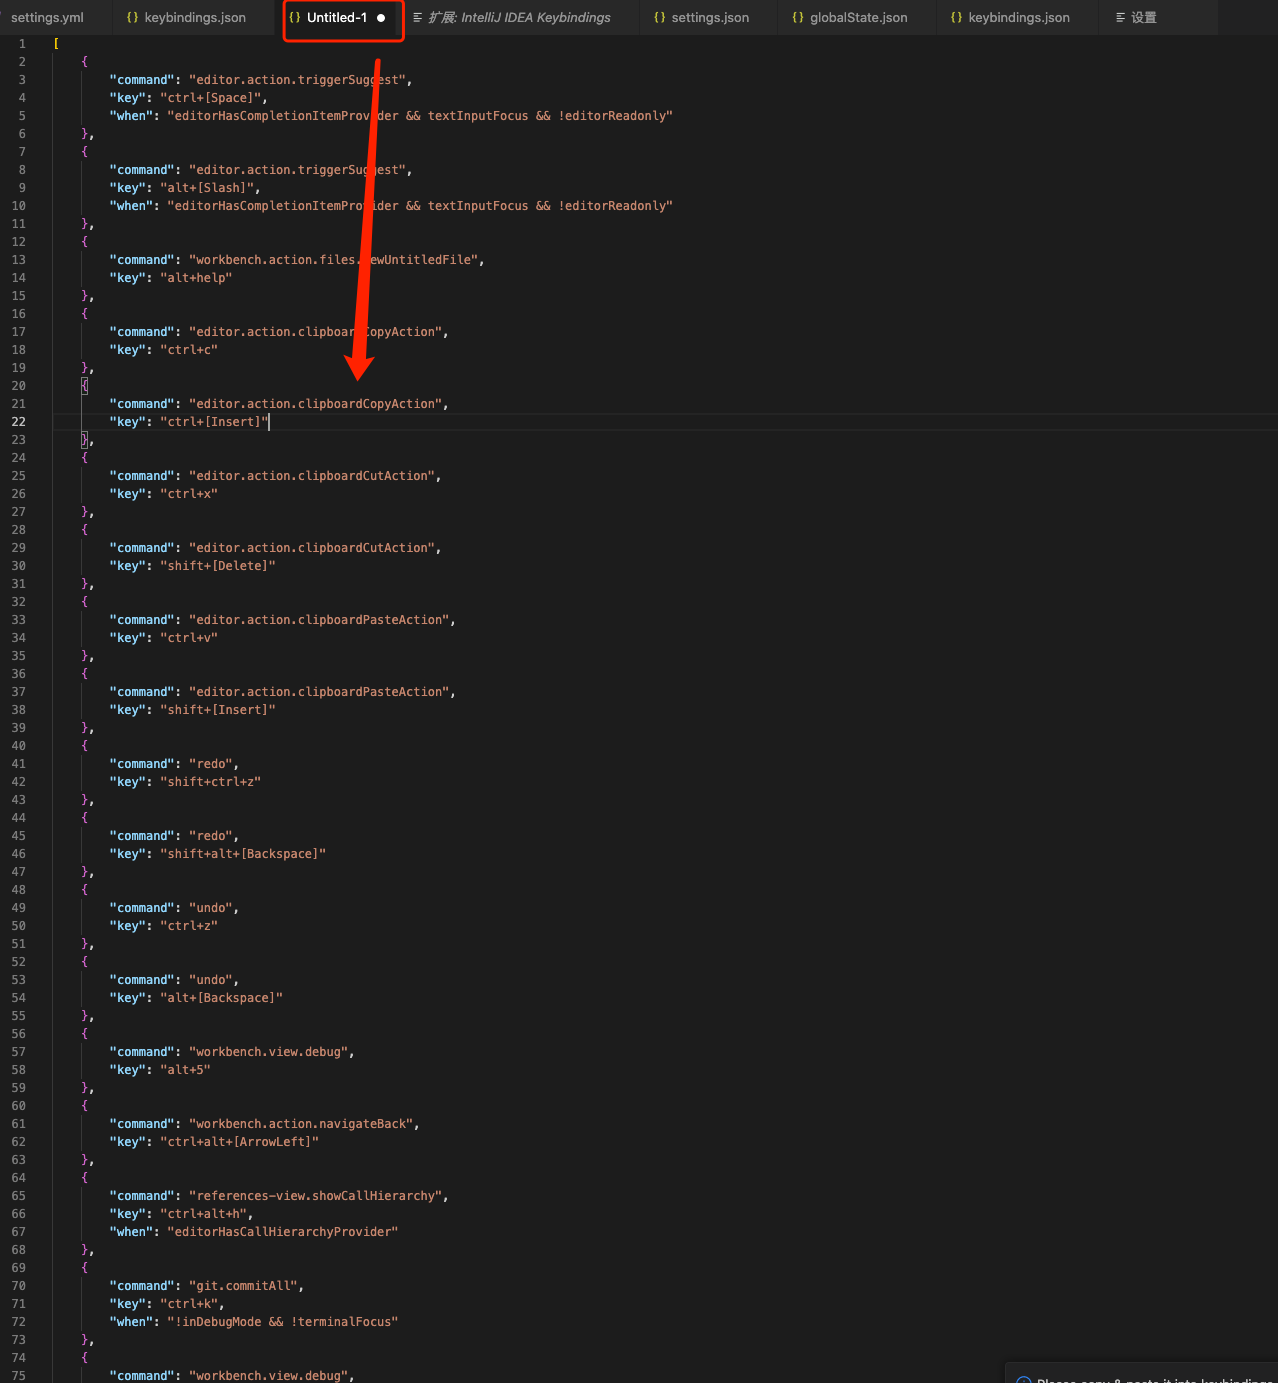 settings.yml {} keybindings.json {} Untitled-1 ● 扩展: IntelliJ IDEA Keybindings {} settings.json {} globalState.json {} keybindings.json 设置
1 [
2 {
3 "command": "editor.action.triggerSuggest",
4 "key": "ctrl+[Space]",
5 "when": "editorHasCompletionItemProvider && textInputFocus && !editorReadonly"
6 },
7 {
8 "command": "editor.action.triggerSuggest",
9 "key": "alt+[Slash]",
10 "when": "editorHasCompletionItemProvider && textInputFocus && !editorReadonly"
11 },
12 {
13 "command": "workbench.action.files.newUntitledFile",
14 "key": "alt+help"
15 },
16 {
17 "command": "editor.action.clipboardCopyAction",
18 "key": "ctrl+c"
19 },
20 {
21 "command": "editor.action.clipboardCopyAction",
22 "key": "ctrl+[Insert]"
23 },
24 {
25 "command": "editor.action.clipboardCutAction",
26 "key": "ctrl+x"
27 },
28 {
29 "command": "editor.action.clipboardCutAction",
30 "key": "shift+[Delete]"
31 },
32 {
33 "command": "editor.action.clipboardPasteAction",
34 "key": "ctrl+v"
35 },
36 {
37 "command": "editor.action.clipboardPasteAction",
38 "key": "shift+[Insert]"
39 },
40 {
41 "command": "redo",
42 "key": "shift+ctrl+z"
43 },
44 {
45 "command": "redo",
46 "key": "shift+alt+[Backspace]"
47 },
48 {
49 "command": "undo",
50 "key": "ctrl+z"
51 },
52 {
53 "command": "undo",
54 "key": "alt+[Backspace]"
55 },
56 {
57 "command": "workbench.view.debug",
58 "key": "alt+5"
59 },
60 {
61 "command": "workbench.action.navigateBack",
62 "key": "ctrl+alt+[ArrowLeft]"
63 },
64 {
65 "command": "references-view.showCallHierarchy",
66 "key": "ctrl+alt+h",
67 "when": "editorHasCallHierarchyProvider"
68 },
69 {
70 "command": "git.commitAll",
71 "key": "ctrl+k",
72 "when": "!inDebugMode && !terminalFocus"
73 },
74 {
75 "command": "workbench.view.debug",
Please copy & paste it into keybindings